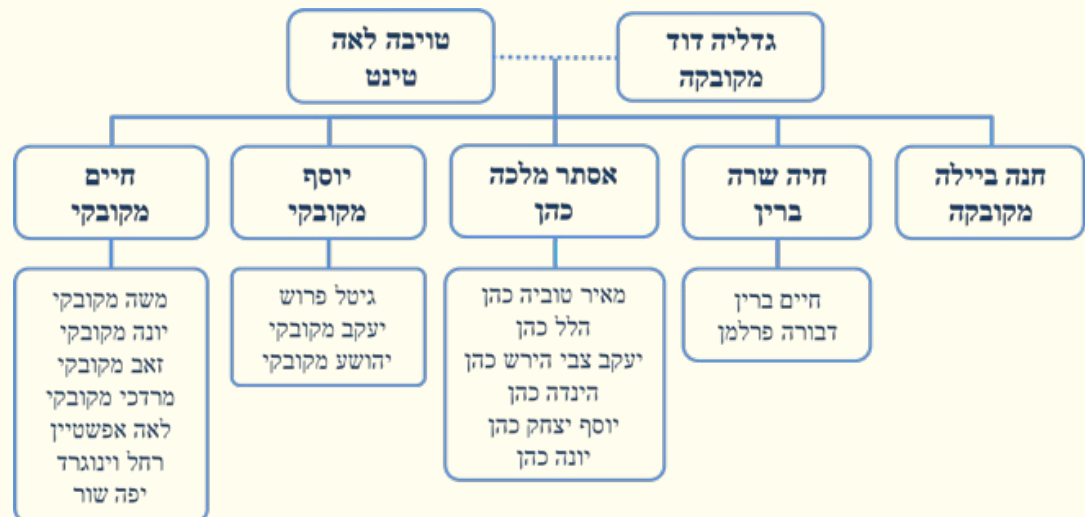 גדליה דוד
מקובקה
טויבה לאה
טינט
חנה ביילה
מקובקה
חיה שרה
ברין
אסתר מלכה
כהן
יוסף
מקובקי
חיים
מקובקי
חיים ברין
דבורה פרלמן
מאיר טוביה כהן
הלל כהן
יעקב צבי הירש כהן
הינדה כהן
יוסף יצחק כהן
יונה כהן
גיטל פרוש
יעקב מקובקי
יהושע מקובקי
משה מקובקי
יונה מקובקי
זאב מקובקי
מרדכי מקובקי
לאה אפשטיין
רחל וינוגרד
יפה שור